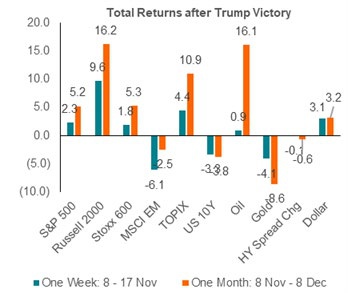 Total Returns after Trump Victory
20.0
15.0
10.0
5.0
0.0
(5.0)
(10.0)
2.3
5.2
9.6
16.2
1.8
5.3
-6.1
-2.5
4.4
10.9
-3.3
-3.8
0.9
16.1
-4.1
-8.6
-0.1
-0.6
3.1
3.2
S&P 500
Russell 2000
Stoxx 600
MSCI EM
TOPIX
US 10Y
Oil
Gold
HY Spread Chg
Dollar
One Week: 8 - 17 Nov
One Month: 8 Nov - 8 Dec